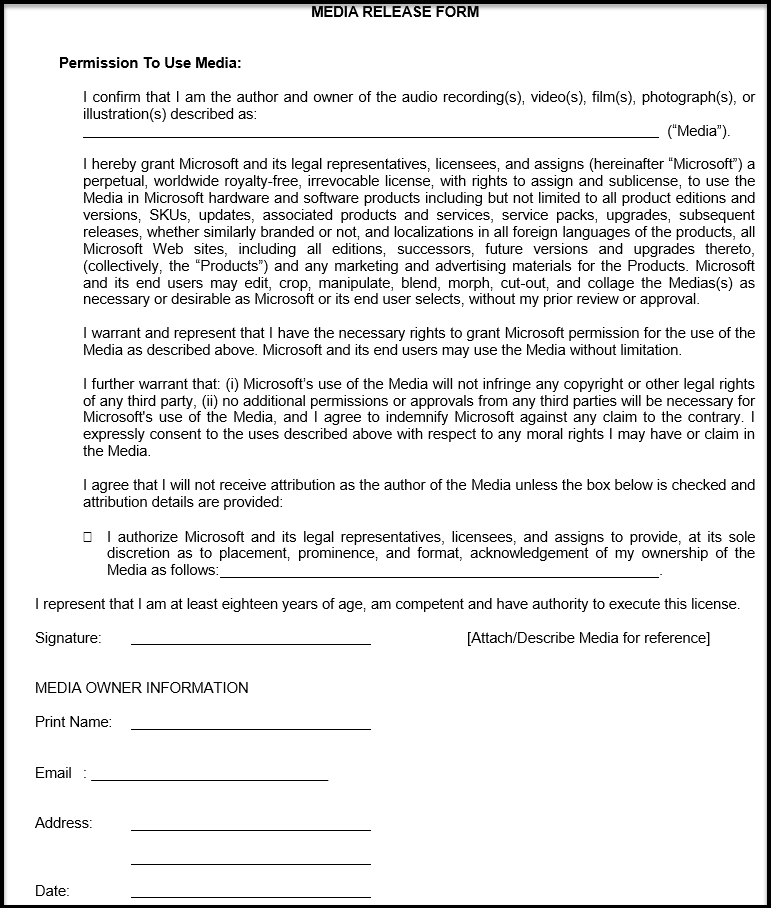 MEDIA RELEASE FORM
Permission To Use Media:
I confirm that I am the author and owner of the audio recording(s), video(s), film(s), photograph(s), or
illustration(s) described as:
(“Media”).
I hereby grant Microsoft and its legal representatives, licensees, and assigns (hereinafter “Microsoft”) a
perpetual, worldwide royalty-free, irrevocable license, with rights to assign and sublicense, to use the
Media in Microsoft hardware and software products including but not limited to all product editions and
versions, SKUs, updates, associated products and services, service packs, upgrades, subsequent
releases, whether similarly branded or not, and localizations in all foreign languages of the products, all
Microsoft Web sites, including all editions, successors, future versions and upgrades thereto,
(collectively, the “Products”) and any marketing and advertising materials for the Products. Microsoft
and its end users may edit, crop, manipulate, blend, morph, cut-out, and collage the Medias(s) as
necessary or desirable as Microsoft or its end user selects, without my prior review or approval.
I warrant and represent that I have the necessary rights to grant Microsoft permission for the use of the
Media as described above. Microsoft and its end users may use the Media without limitation.
I further warrant that: (i) Microsoft’s use of the Media will not infringe any copyright or other legal rights
of any third party, (ii) no additional permissions or approvals from any third parties will be necessary for
Microsoft's use of the Media, and I agree to indemnify Microsoft against any claim to the contrary. I
expressly consent to the uses described above with respect to any moral rights I may have or claim in
the Media.
I agree that I will not receive attribution as the author of the Media unless the box below is checked and
attribution details are provided:
☐ I authorize Microsoft and its legal representatives, licensees, and assigns to provide, at its sole
discretion as to placement, prominence, and format, acknowledgement of my ownership of the
Media as follows: .
I represent that I am at least eighteen years of age, am competent and have authority to execute this license.
Signature: [Attach/Describe Media for reference]
MEDIA OWNER INFORMATION
Print Name:
Email :
Address:
Date: